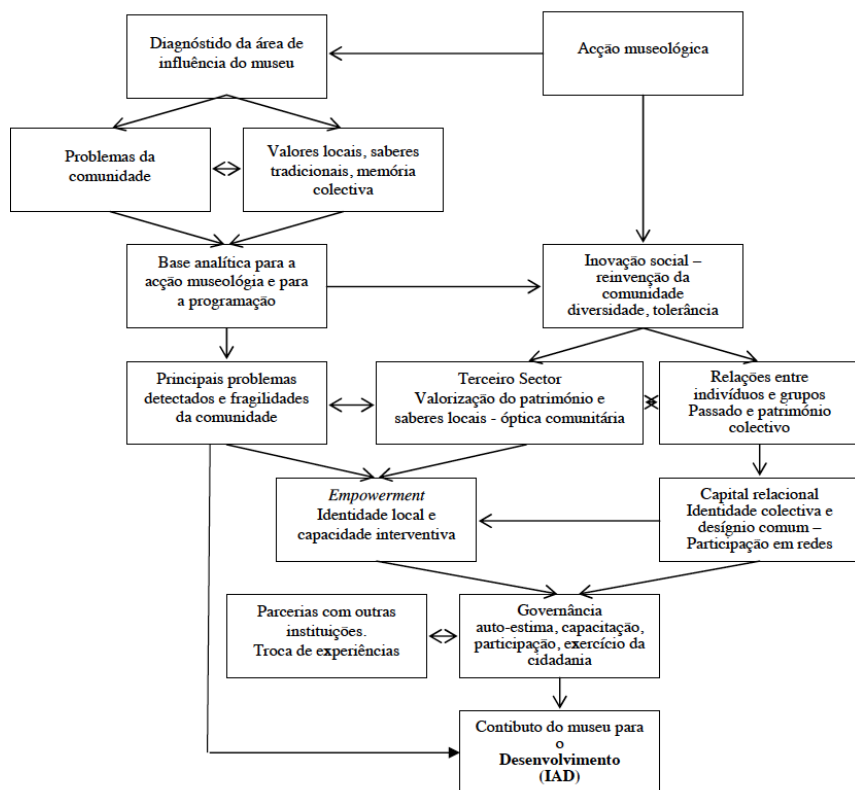 Diagnóstido da área de
influência do museu
Acção museológica
Problemas da
comunidade
Valores locais, saberes
tradicionais, memória
colectiva
Base analítica para a
acção museológia e para
a programação
Inovação social –
reinvenção da
comunidade
diversidade, tolerância
Principais problemas
detectados e fragilidades
da comunidade
Terceiro Sector
Valorização do património e
saberes locais - óptica comunitária
Relações entre
indivíduos e grupos
Passado e património
colectivo
Empowerment
Identidade local e
capacidade interventiva
Capital relacional
Identidade colectiva e
desígnio comum –
Participação em redes
Parcerias com outras
instituições.
Troca de experiências
Governância
auto-estima, capacitação,
participação, exercício da
cidadania
Contibuto do museu para
o
Desenvolvimento
(IAD)